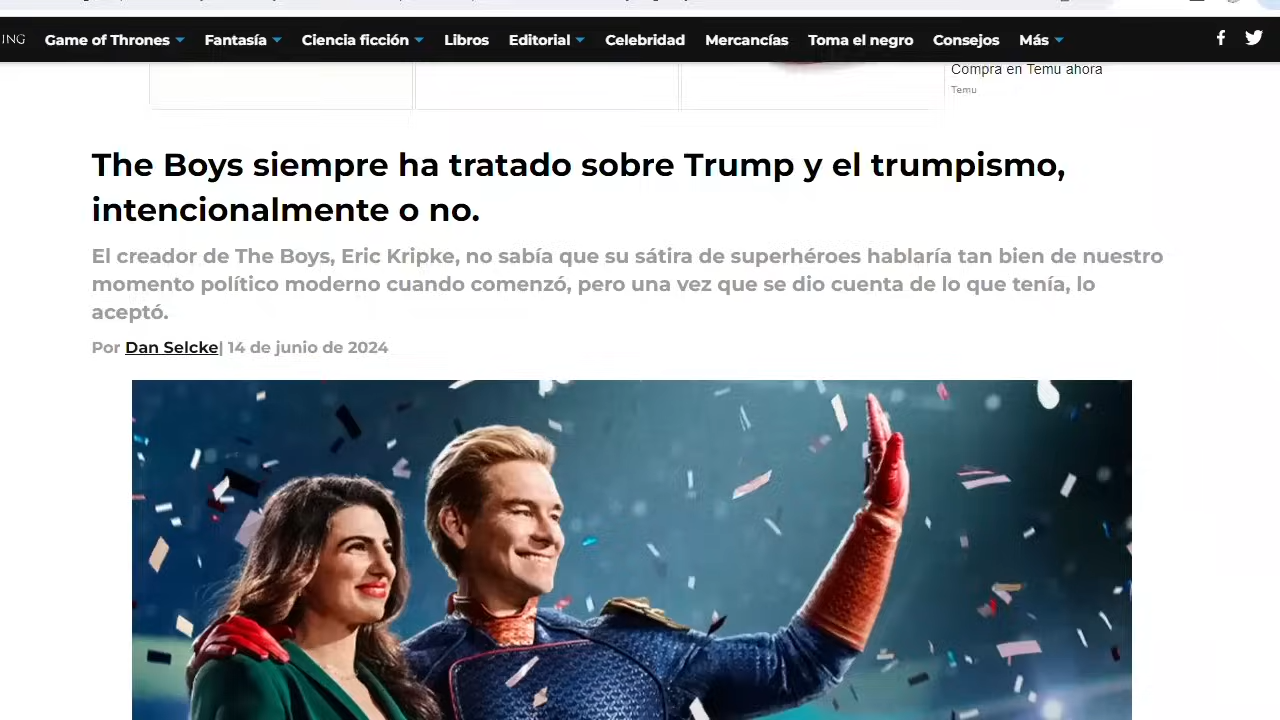 ING Game of Thrones Fantasía Ciencia ficción Libros Editorial Celebridad Mercancías Toma el negro Consejos Más
Compra en Temu ahora
Temu
The Boys siempre ha tratado sobre Trump y el trumpismo,
intencionalmente o no.
El creador de The Boys, Eric Kripke, no sabía que su sátira de superhéroes hablaría tan bien de nuestro
momento político moderno cuando comenzó, pero una vez que se dio cuenta de lo que tenía, lo
aceptó.
Por Dan Selcke| 14 de junio de 2024